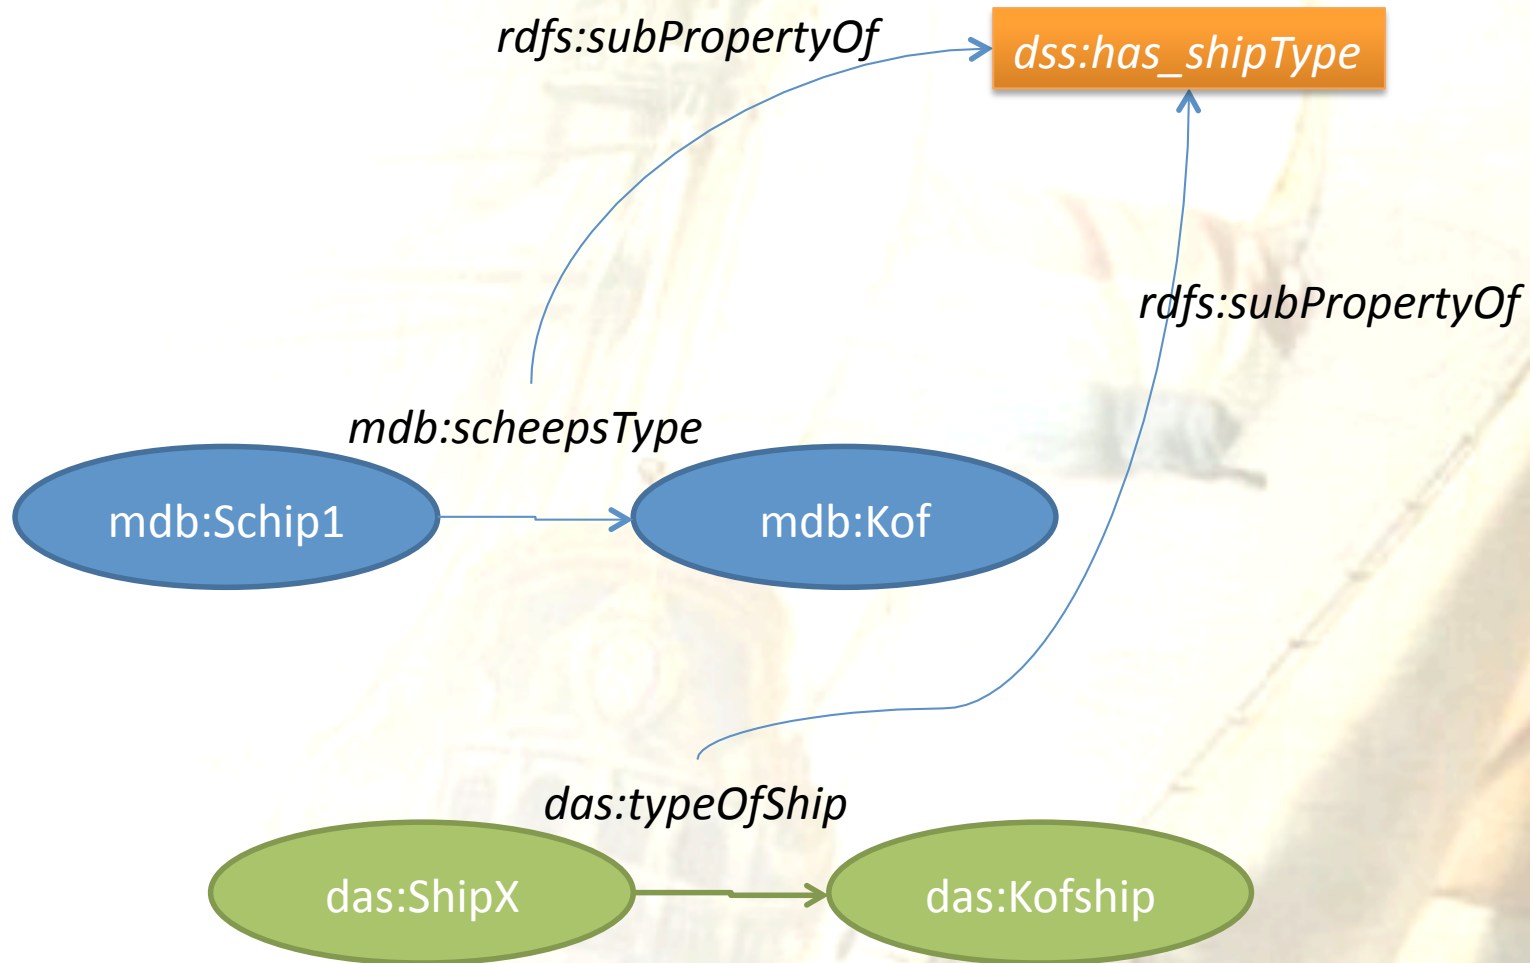 rdfs:subPropertyOf
dss:has_shipType
rdfs:subPropertyOf
mdb:scheepsType
mdb:Schip1
mdb:Kof
das:typeOfShip
das:ShipX
das:Kofship